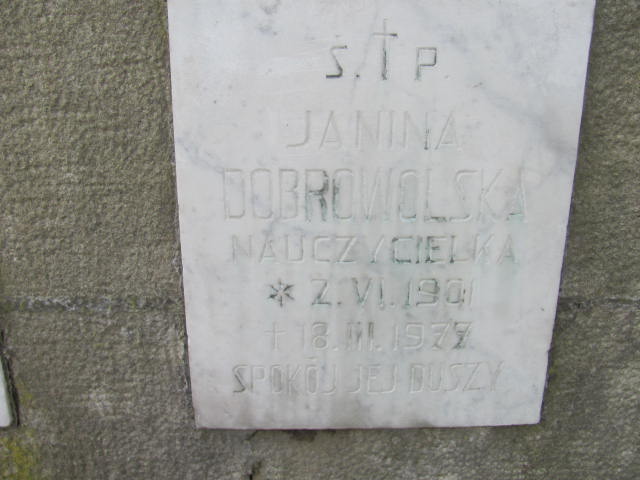 Ś.†P.
JANINA
DOBROWOLSKA
NAUCZYCIELKA
* 2.VI.1901
+ 18.III.1977
SPOKÓJ JEJ DUSZY